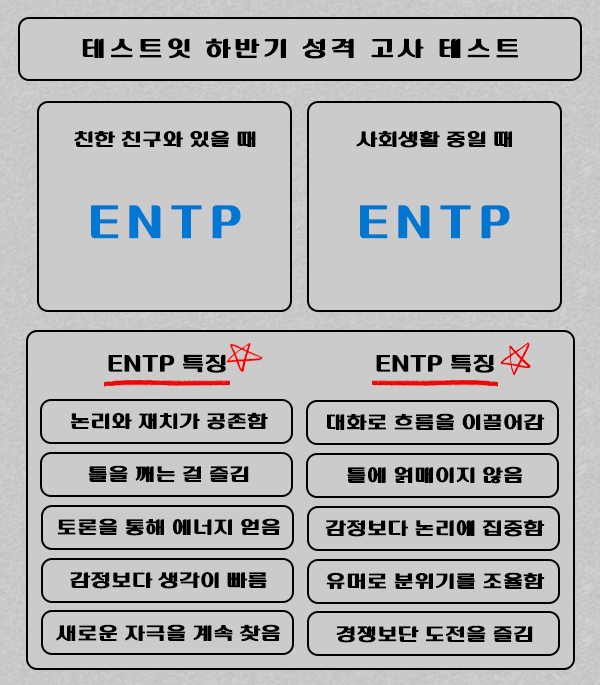 테스트잇 하반기 성격 고사 테스트
친한 친구와 있을 때
ENTP
사회생활 중일 때
ENTP
ENTP 특징
논리와 재치가 공존함
틀을 깨는 걸 즐김
토론을 통해 에너지 얻음
감정보다 생각이 빠름
새로운 자극을 계속 찾음
ENTP 특징
대화로 흐름을 이끌어감
틀에 얽매이지 않음
감정보다 논리에 집중함
유머로 분위기를 조율함
경쟁보단 도전을 즐김